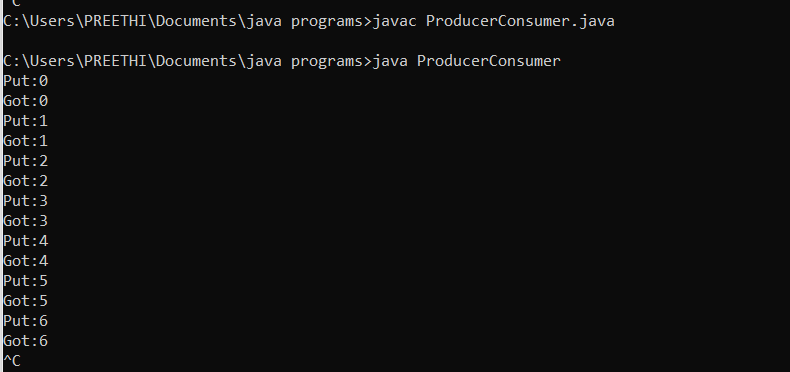 ^C
C:\Users\PREETHI\Documents\java programs>javac ProducerConsumer.java
C:\Users\PREETHI\Documents\java programs>java ProducerConsumer
Put:0
Got:0
Put:1
Got:1
Put:2
Got:2
Put:3
Got:3
Put:4
Got:4
Put:5
Got:5
Put:6
Got:6
^C